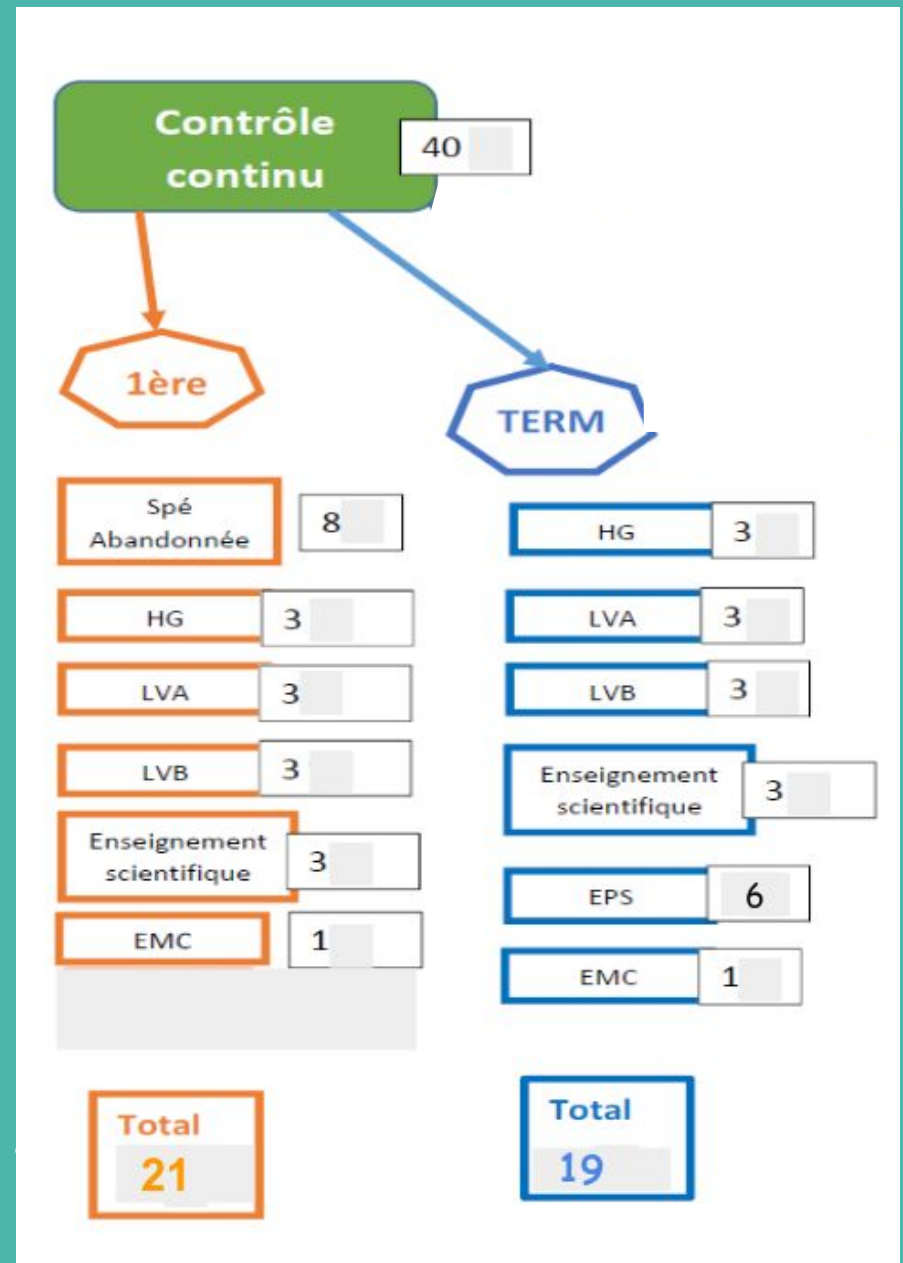 Contrôle
continu
40
1ère
Spé
Abandonnée
8
HG
3
LVA
3
LVB
3
Enseignement
scientifique
3
EMC
1
Total
21
TERM
HG
3
LVA
3
LVB
3
Enseignement
scientifique
3
EPS
6
EMC
1
Total
19